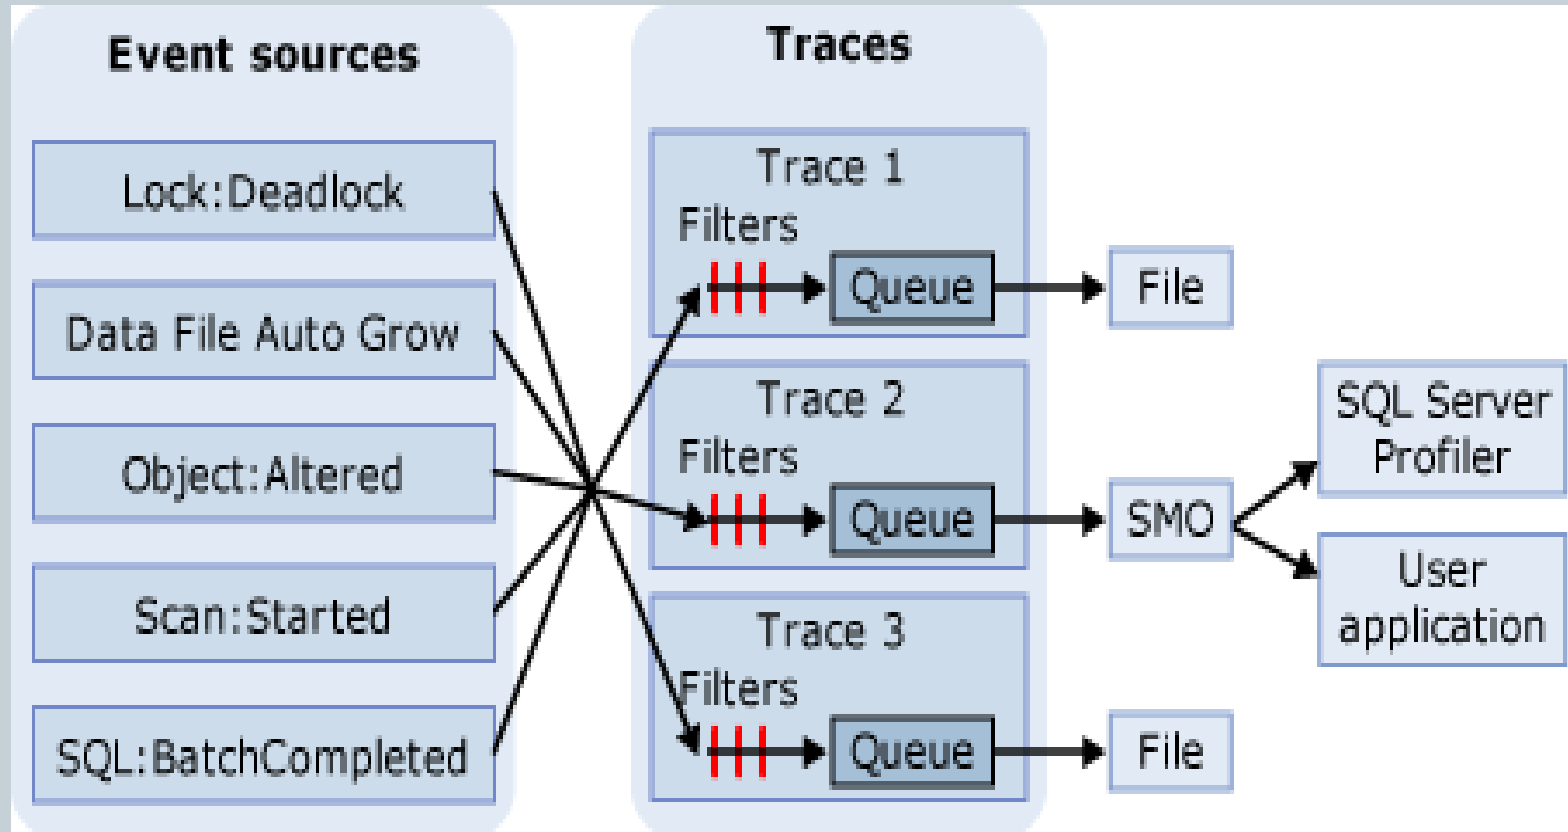 Event sources
Lock:Deadlock
Data File Auto Grow
Object:Altered
Scan:Started
SQL:BatchCompleted
Traces
Trace 1
Filters
Queue
File
Trace 2
Filters
Queue
SMO
SQL Server
Profiler
User
application
Trace 3
Filters
Queue
File